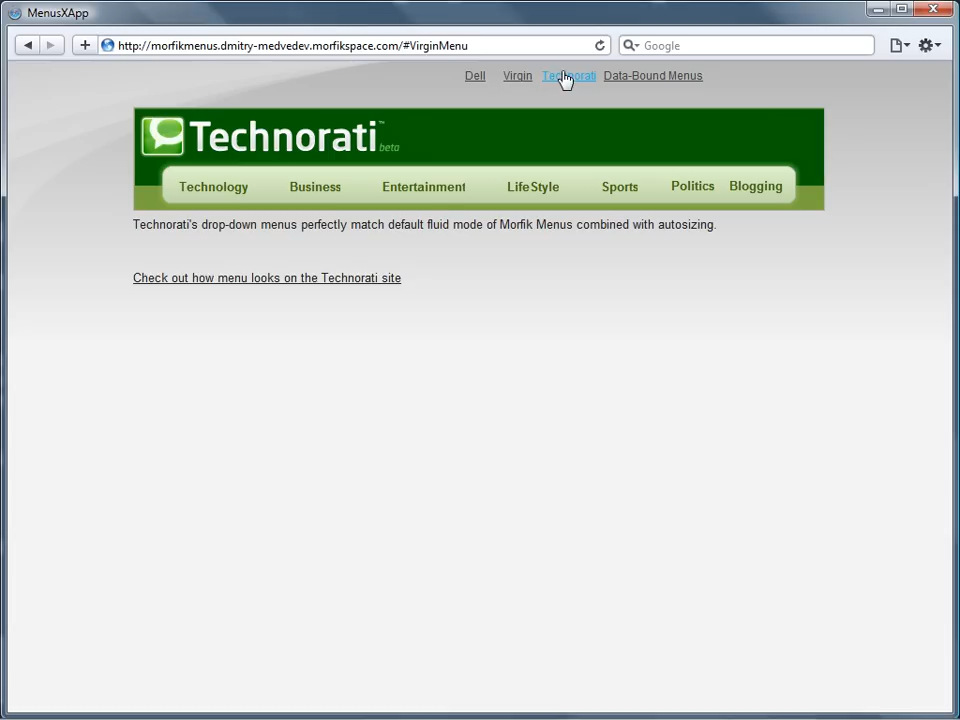 MenusXApp
http://morfikmenus.dmitry-medvedev.morfikspace.com/#VirginMenu
Google
Dell Virgin Technorati Data-Bound Menus
Technorati™ beta
Technology Business Entertainment LifeStyle Sports Politics Blogging
Technorati's drop-down menus perfectly match default fluid mode of Morfik Menus combined with autosizing.
Check out how menu looks on the Technorati site